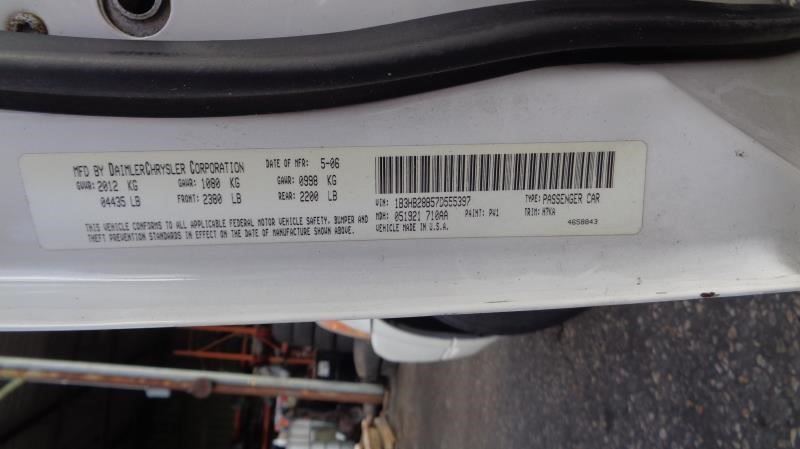 MFD BY DAIMLERCHRYSLER CORPORATION DATE OF MFR: 5-06
GVWR: 2012 KG GAWR: 1080 KG GAWR: 0998 KG
04435 LB FRONT: 2380 LB REAR: 2200 LB
THIS VEHICLE CONFORMS TO ALL APPLICABLE FEDERAL MOTOR VEHICLE SAFETY, BUMPER AND
THEFT PREVENTION STANDARDS IN EFFECT ON THE DATE OF MANUFACTURE SHOWN ABOVE.
VIN: 1B3HB28B57D555397 TYPE: PASSENGER CAR
MDH: 051921 710AA PAINT: PW1 TRIM: H7KA
VEHICLE MADE IN U.S.A. 4658843